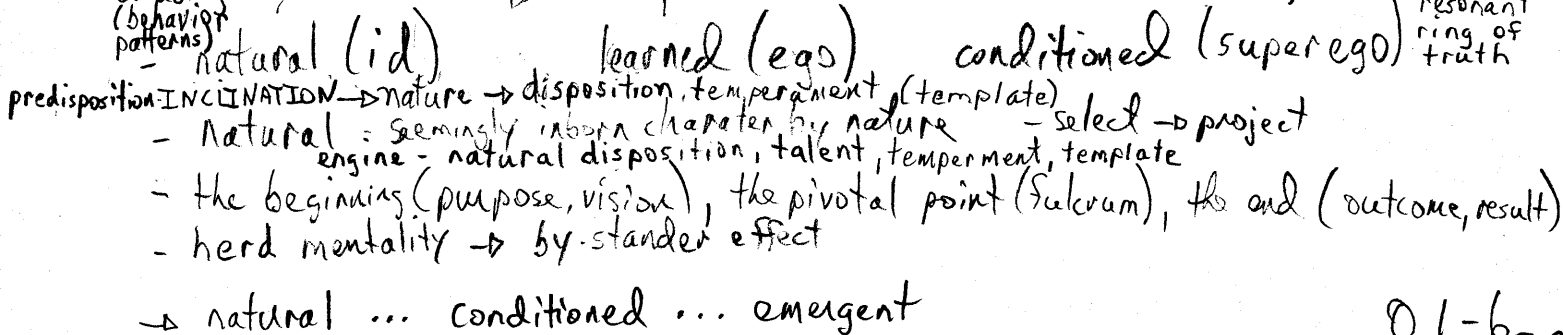 (behavior patterns)
- natural (id) learned (ego) conditioned (superego) resonant ring of truth
predisposition-INCLINATION→nature→disposition, temperament, (template)
- natural = seemingly inborn charater by nature - select → project
engine - natural disposition, talent, temperment, template
- the beginning (purpose, vision), the pivotal point (fulcrum), the end (outcome, result)
- herd mentality → by-stander effect
→ natural ... conditioned ... emergent